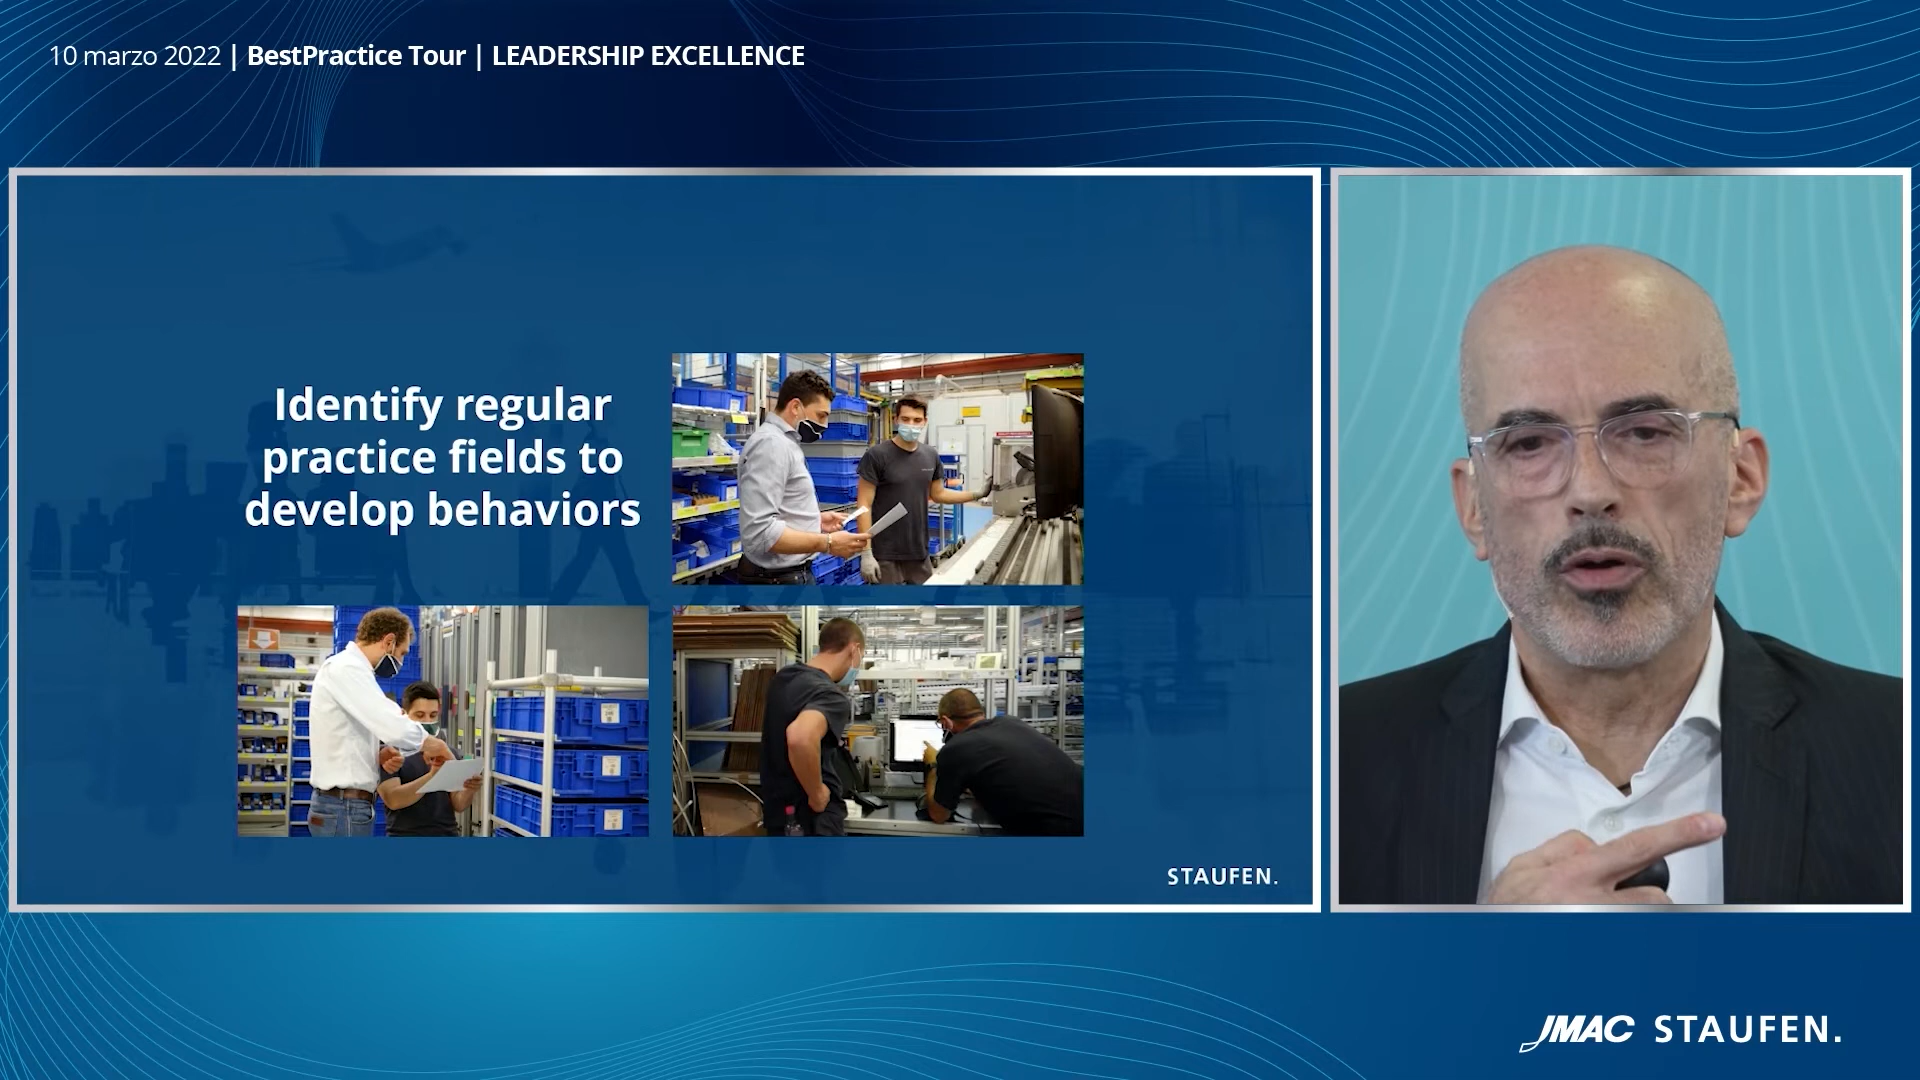 10 marzo 2022 | BestPractice Tour | LEADERSHIP EXCELLENCE
Identify regular
practice fields to
develop behaviors
STAUFEN.
JMAC STAUFEN.